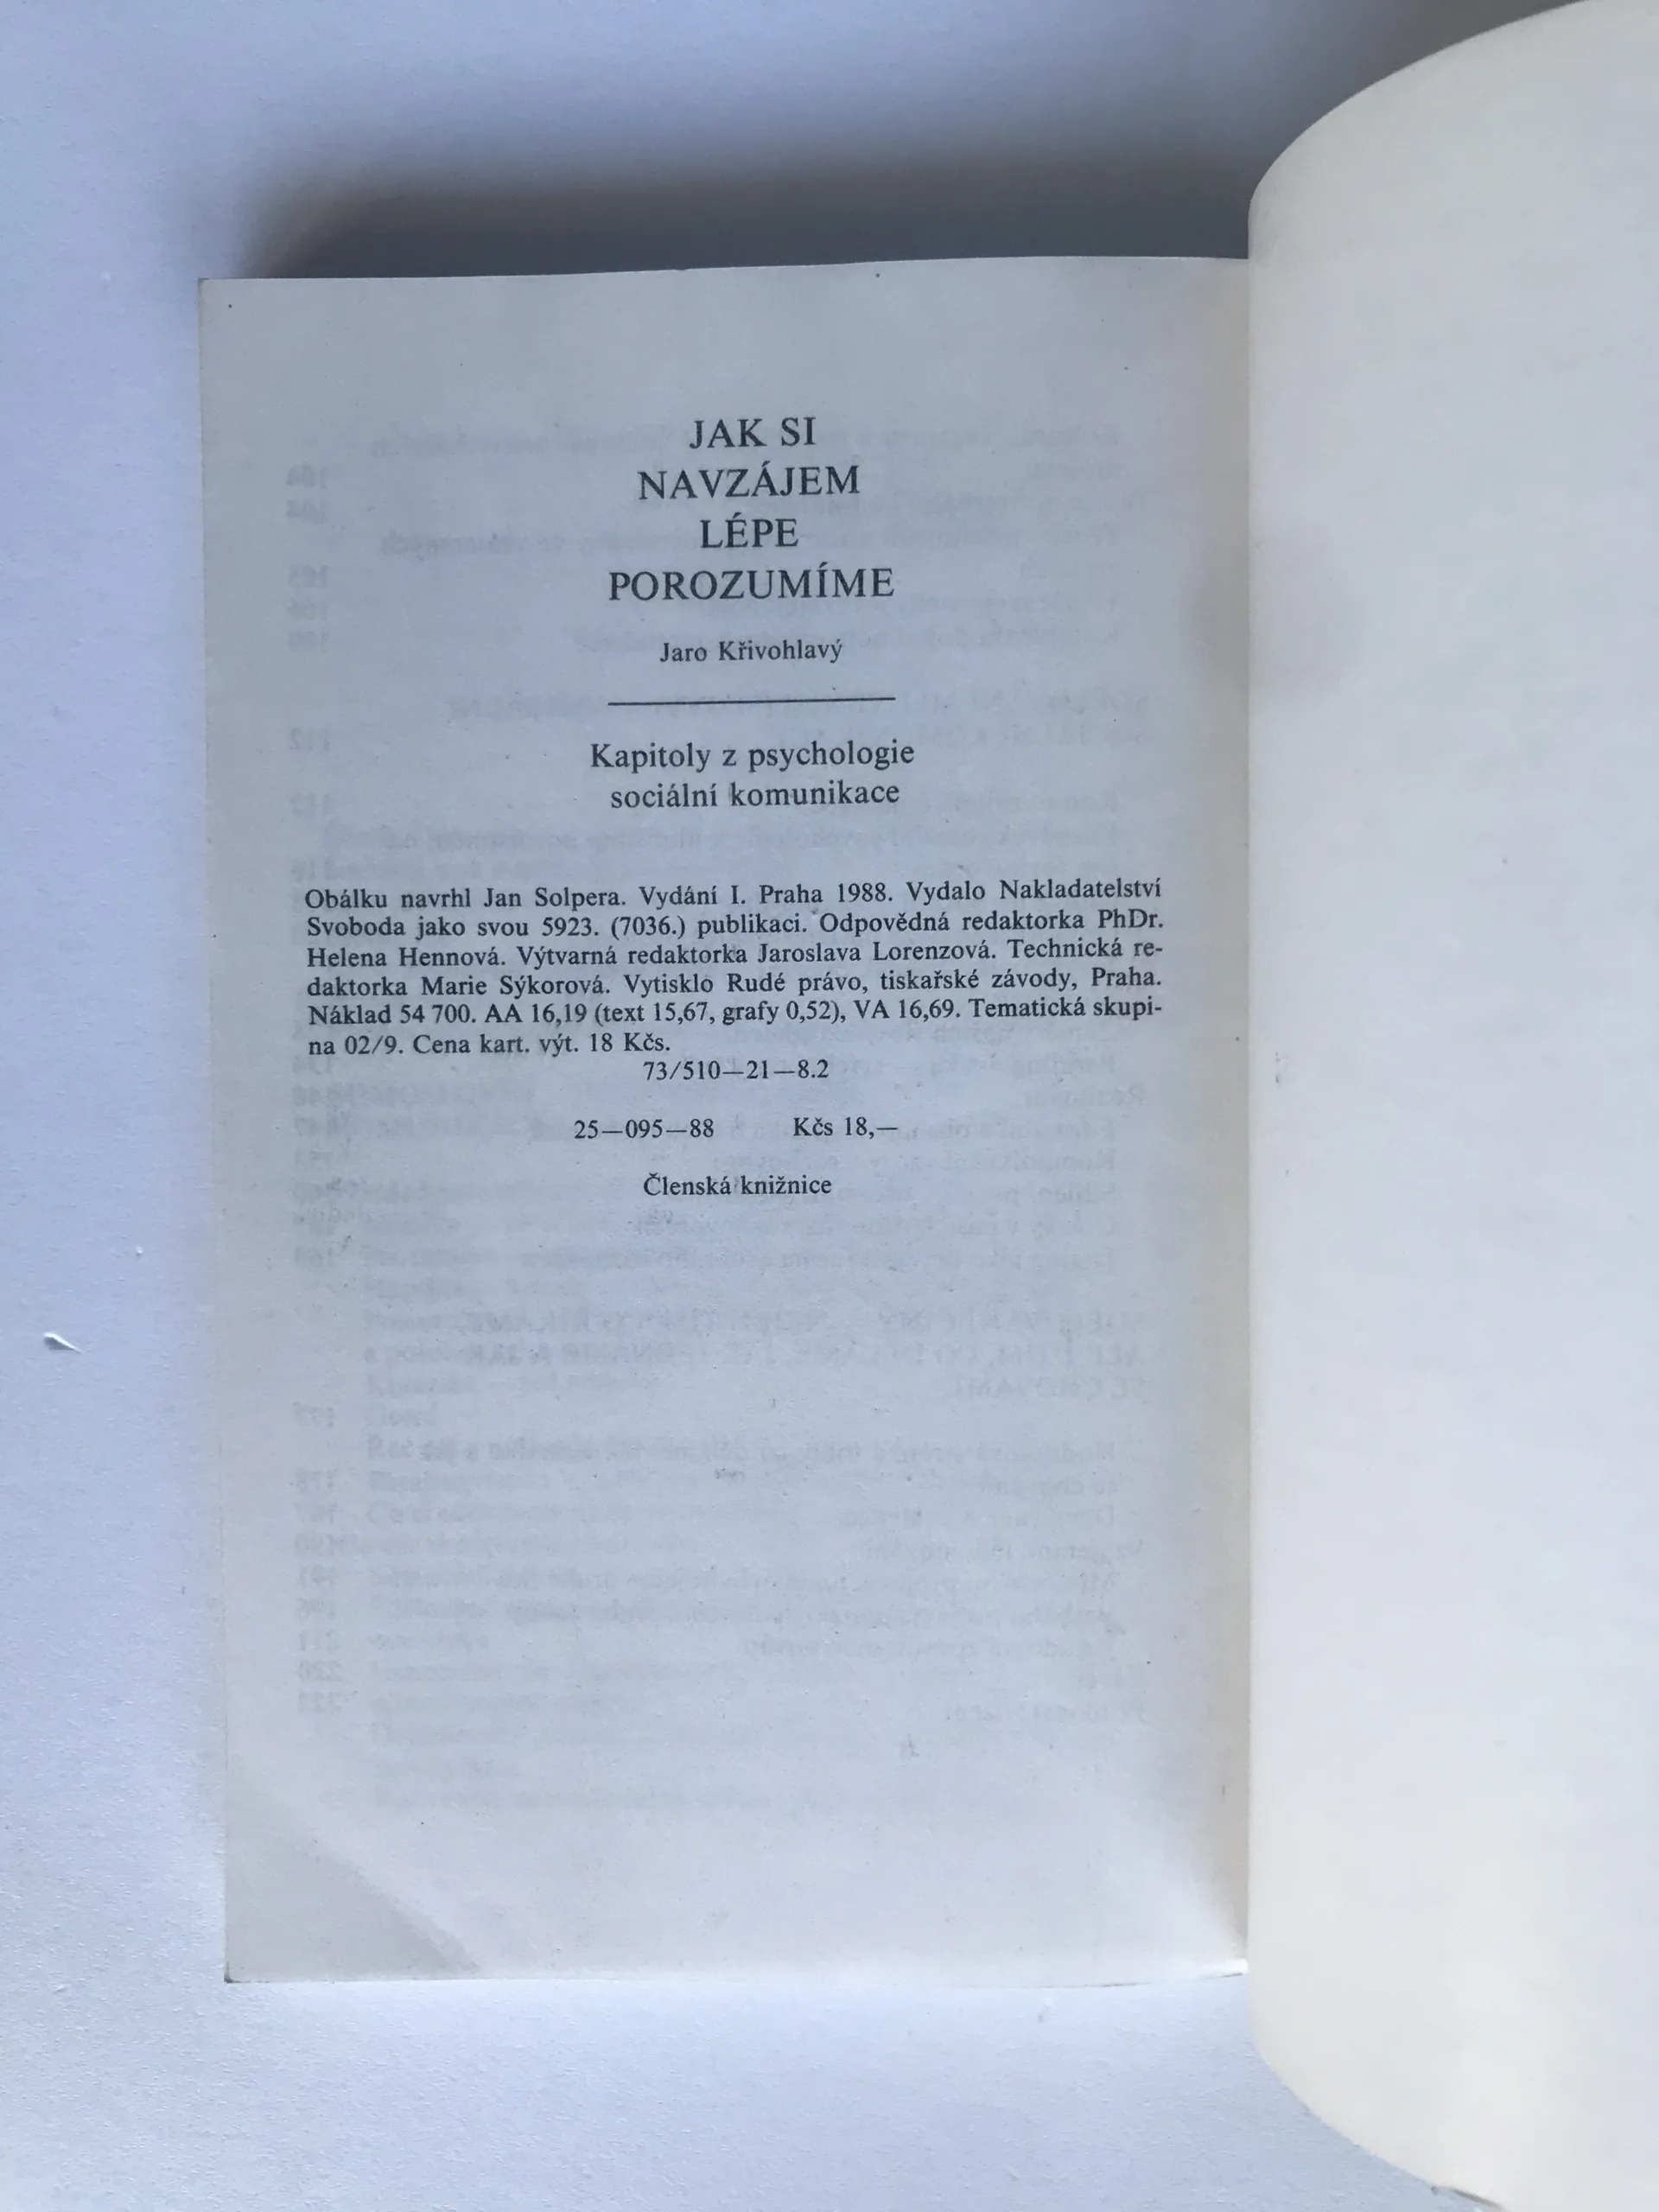 JAK SI
NAVZÁJEM
LÉPE
POROZUMÍME
Jaro Křivohlavý
Kapitoly z psychologie
sociální komunikace
Obálku navrhl Jan Solpera. Vydání I. Praha 1988. Vydalo Nakladatelství
Svoboda jako svou 5923. (7036.) publikaci. Odpovědná redaktorka PhDr.
Helena Hennová. Výtvarná redaktorka Jaroslava Lorenzová. Technická re-
daktorka Marie Sýkorová. Vytisklo Rudé právo, tiskařské závody, Praha.
Náklad 54 700. AA 16,19 (text 15,67, grafy 0,52), VA 16,69. Tematická skupi-
na 02/9. Cena kart. výt. 18 Kčs.
73/510—21—8.2
25—095—88 Kčs 18,—
Členská knižnice